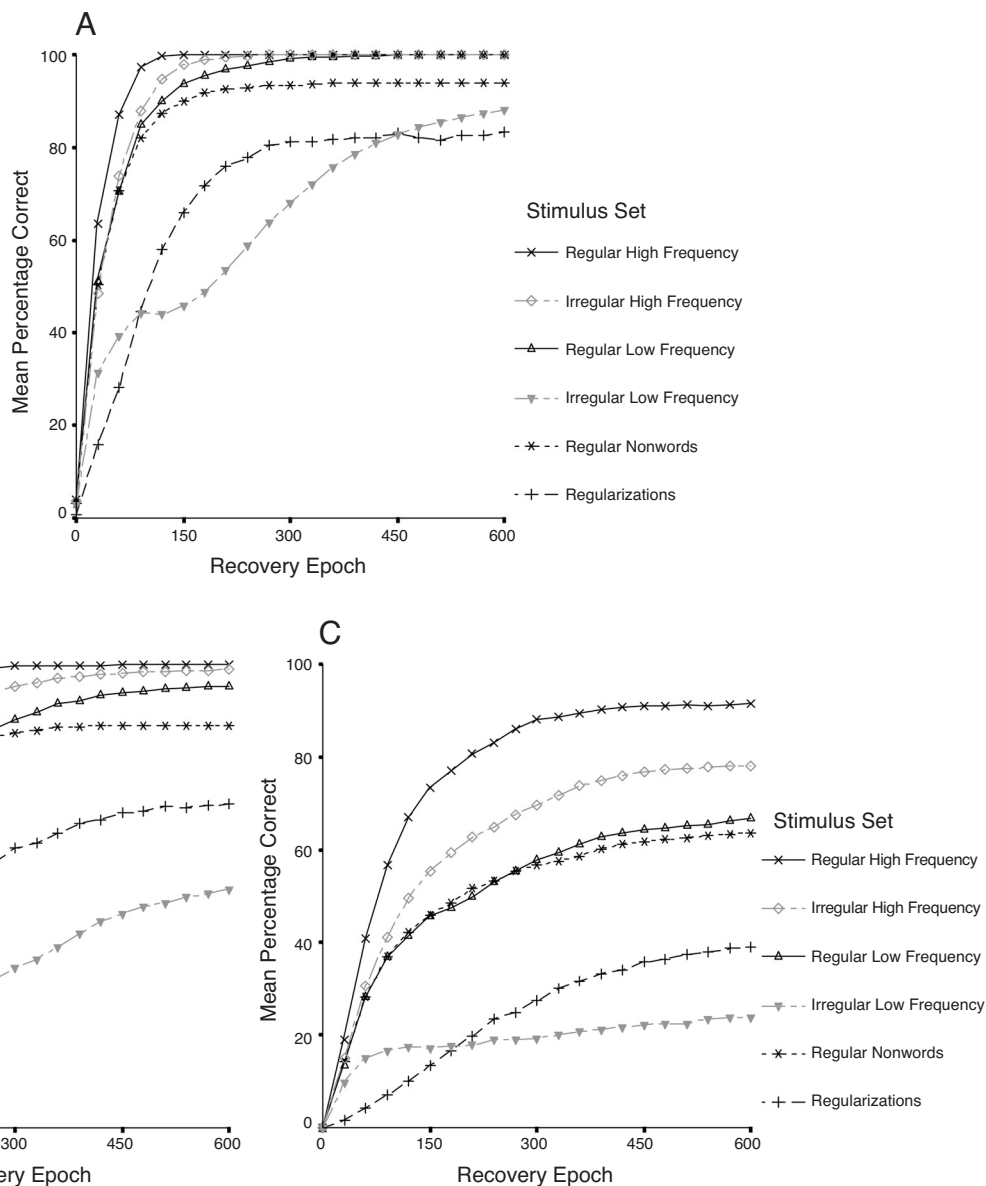 A
100
80
60
40
20
0
Mean Percentage Correct
0 150 300 450 600
Recovery Epoch
Stimulus Set
Regular High Frequency
Irregular High Frequency
Regular Low Frequency
Irregular Low Frequency
Regular Nonwords
Regularizations
300 450 600
ery Epoch
C
100
80
60
40
20
0
Mean Percentage Correct
0 150 300 450 600
Recovery Epoch
Stimulus Set
Regular High Frequency
Irregular High Frequency
Regular Low Frequency
Irregular Low Frequency
Regular Nonwords
Regularizations